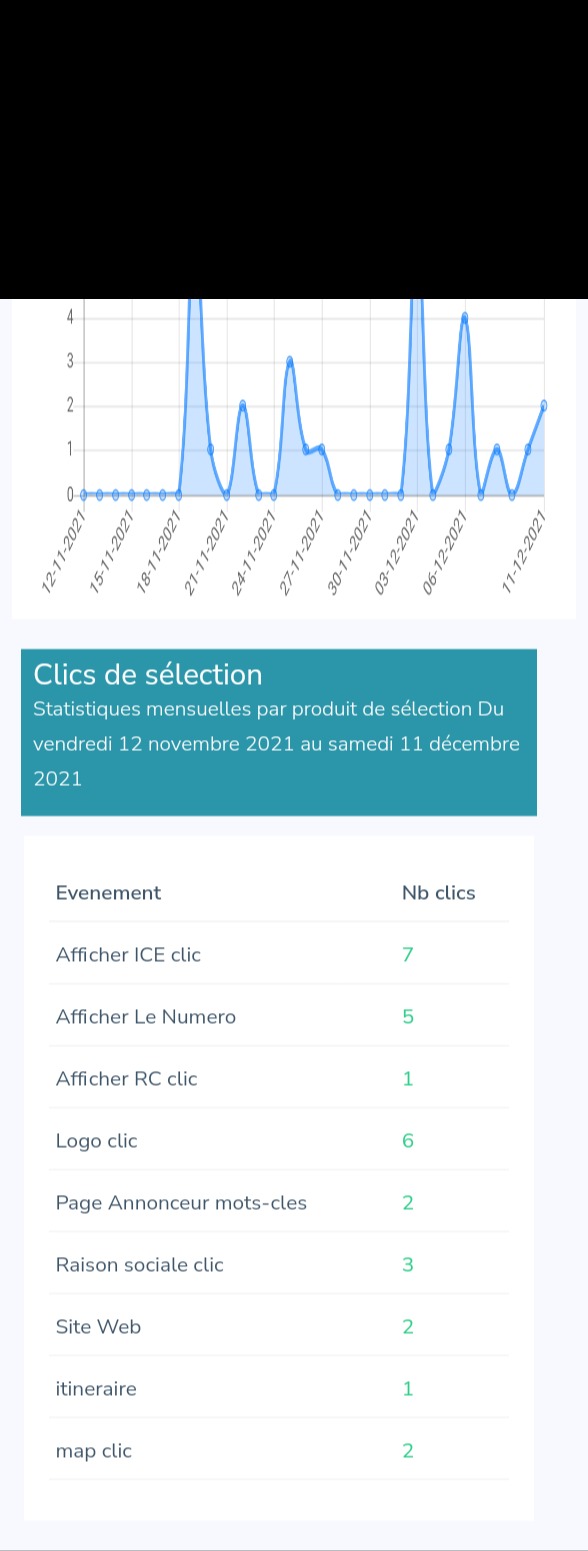 4
3
2
1
0
12-11-2021
15-11-2021
18-11-2021
21-11-2021
24-11-2021
27-11-2021
30-11-2021
03-12-2021
06-12-2021
11-12-2021
Clics de sélection
Statistiques mensuelles par produit de sélection Du
vendredi 12 novembre 2021 au samedi 11 décembre
2021
Evenement Nb clics
Afficher ICE clic 7
Afficher Le Numero 5
Afficher RC clic 1
Logo clic 6
Page Annonceur mots-cles 2
Raison sociale clic 3
Site Web 2
itineraire 1
map clic 2